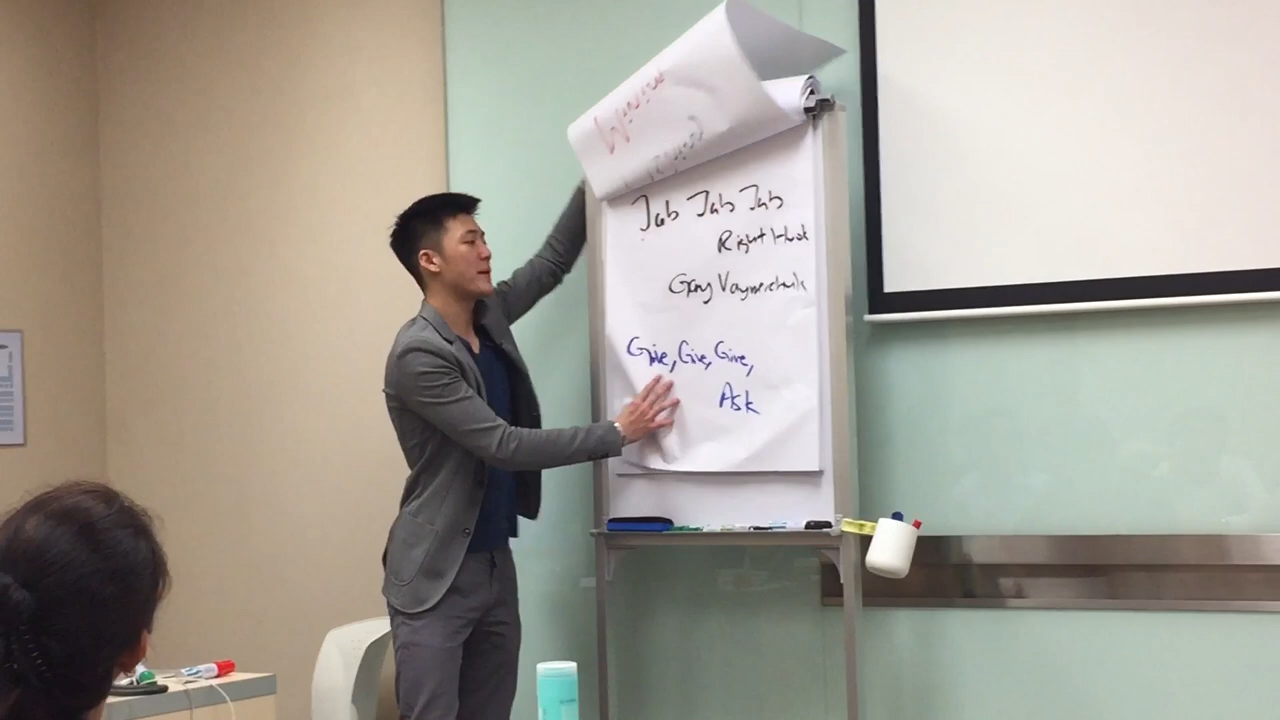 Jab Jab Jab
Right Hook
Gary Vaynerchuk
Give, Give, Give,
Ask